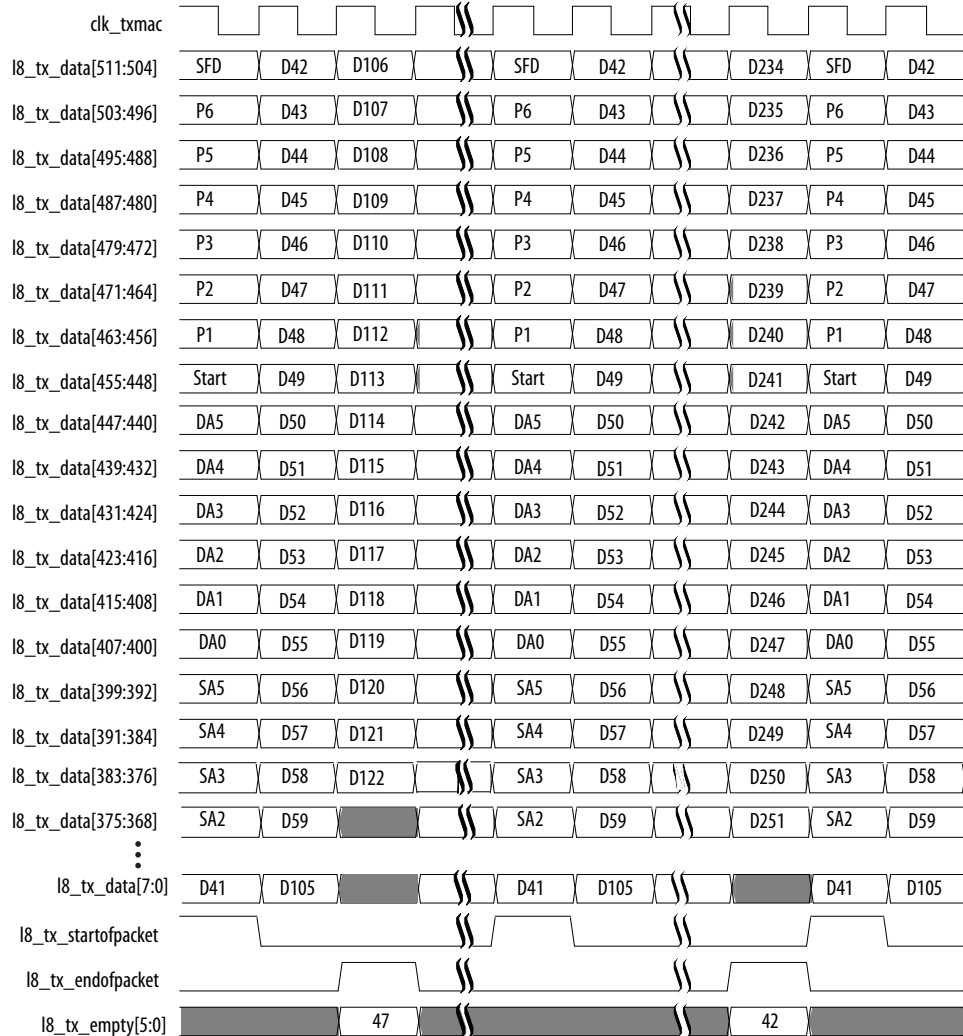 clk_txmac
l8_tx_data[511:504] SFD D42 D106 SFD D42 D234 SFD D42
l8_tx_data[503:496] P6 D43 D107 P6 D43 D235 P6 D43
l8_tx_data[495:488] P5 D44 D108 P5 D44 D236 P5 D44
l8_tx_data[487:480] P4 D45 D109 P4 D45 D237 P4 D45
l8_tx_data[479:472] P3 D46 D110 P3 D46 D238 P3 D46
l8_tx_data[471:464] P2 D47 D111 P2 D47 D239 P2 D47
l8_tx_data[463:456] P1 D48 D112 P1 D48 D240 P1 D48
l8_tx_data[455:448] Start D49 D113 Start D49 D241 Start D49
l8_tx_data[447:440] DA5 D50 D114 DA5 D50 D242 DA5 D50
l8_tx_data[439:432] DA4 D51 D115 DA4 D51 D243 DA4 D51
l8_tx_data[431:424] DA3 D52 D116 DA3 D52 D244 DA3 D52
l8_tx_data[423:416] DA2 D53 D117 DA2 D53 D245 DA2 D53
l8_tx_data[415:408] DA1 D54 D118 DA1 D54 D246 DA1 D54
l8_tx_data[407:400] DA0 D55 D119 DA0 D55 D247 DA0 D55
l8_tx_data[399:392] SA5 D56 D120 SA5 D56 D248 SA5 D56
l8_tx_data[391:384] SA4 D57 D121 SA4 D57 D249 SA4 D57
l8_tx_data[383:376] SA3 D58 D122 SA3 D58 D250 SA3 D58
l8_tx_data[375:368] SA2 D59 SA2 D59 D251 SA2 D59
l8_tx_data[7:0] D41 D105 D41 D105 D41 D105
l8_tx_startofpacket
l8_tx_endofpacket
l8_tx_empty[5:0] 47 42